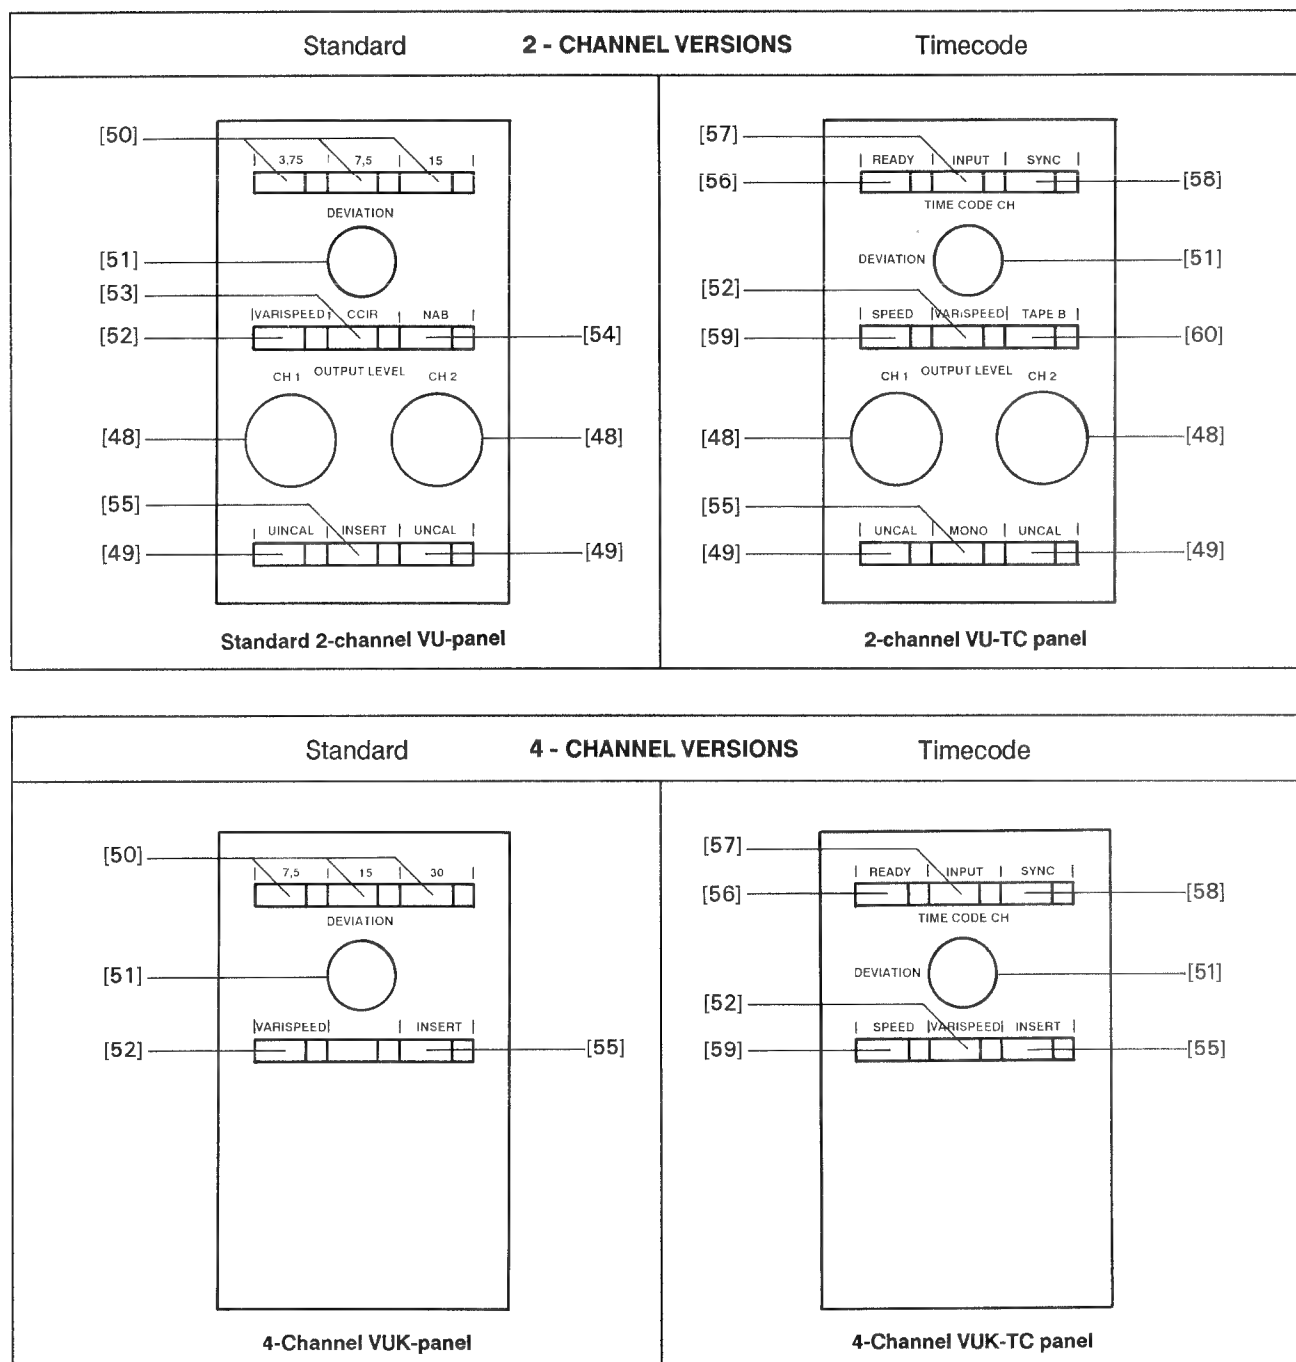 Standard 2 - CHANNEL VERSIONS Timecode
[50]
3,75 7,5 15
DEVIATION
[51]
[53]
VARISPEED CCIR NAB
[52] [54]
OUTPUT LEVEL
CH 1 CH 2
[48] [48]
[55]
UINCAL INSERT UNCAL
[49] [49]
Standard 2-channel VU-panel
[57]
READY INPUT SYNC
[56] [58]
TIME CODE CH
DEVIATION [51]
[52]
SPEED VARISPEED TAPE B
[59] [60]
OUTPUT LEVEL
CH 1 CH 2
[48] [48]
[55]
UNCAL MONO UNCAL
[49] [49]
2-channel VU-TC panel
Standard 4 - CHANNEL VERSIONS Timecode
[50]
7,5 15 30
DEVIATION
[51]
VARISPEED INSERT
[52] [55]
4-Channel VUK-panel
[57]
READY INPUT SYNC
[56] [58]
TIME CODE CH
DEVIATION [51]
[52]
SPEED VARISPEED INSERT
[59] [55]
4-Channel VUK-TC panel